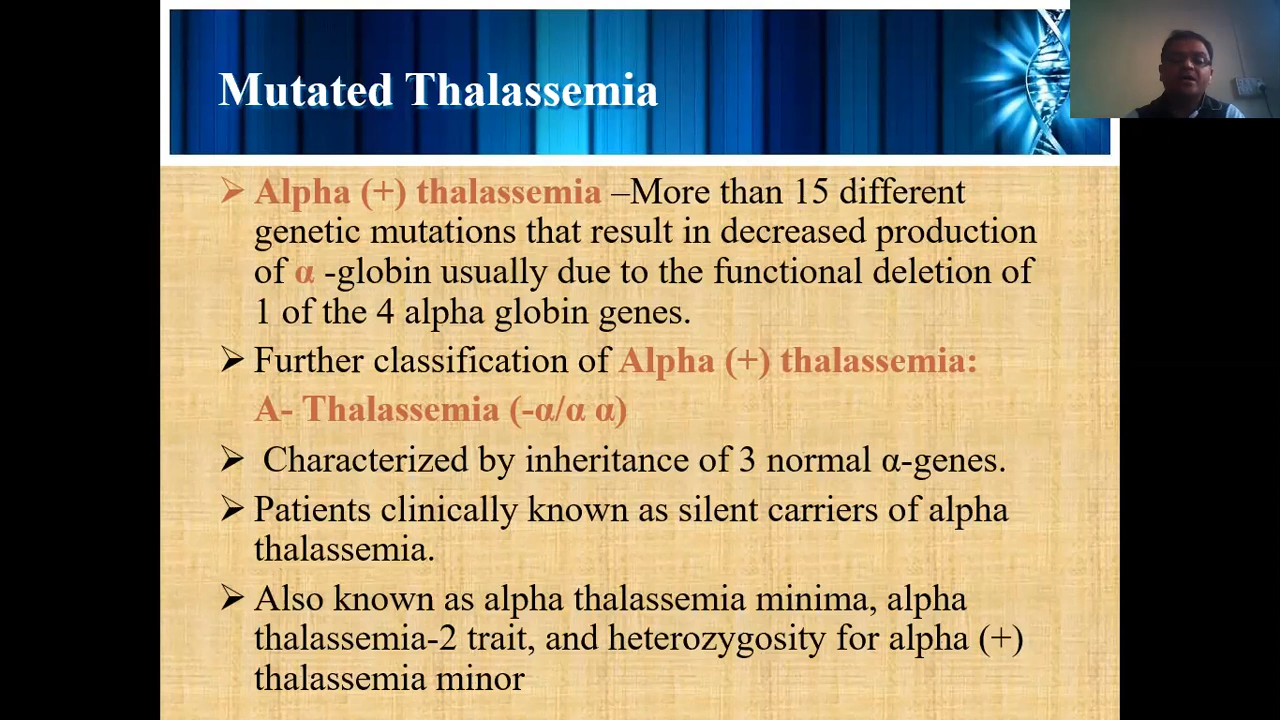 Mutated Thalassemia
➢ Alpha (+) thalassemia –More than 15 different
genetic mutations that result in decreased production
of α -globin usually due to the functional deletion of
1 of the 4 alpha globin genes.
➢ Further classification of Alpha (+) thalassemia:
A- Thalassemia (-α/α α)
➢ Characterized by inheritance of 3 normal α-genes.
➢ Patients clinically known as silent carriers of alpha
thalassemia.
➢ Also known as alpha thalassemia minima, alpha
thalassemia-2 trait, and heterozygosity for alpha (+)
thalassemia minor